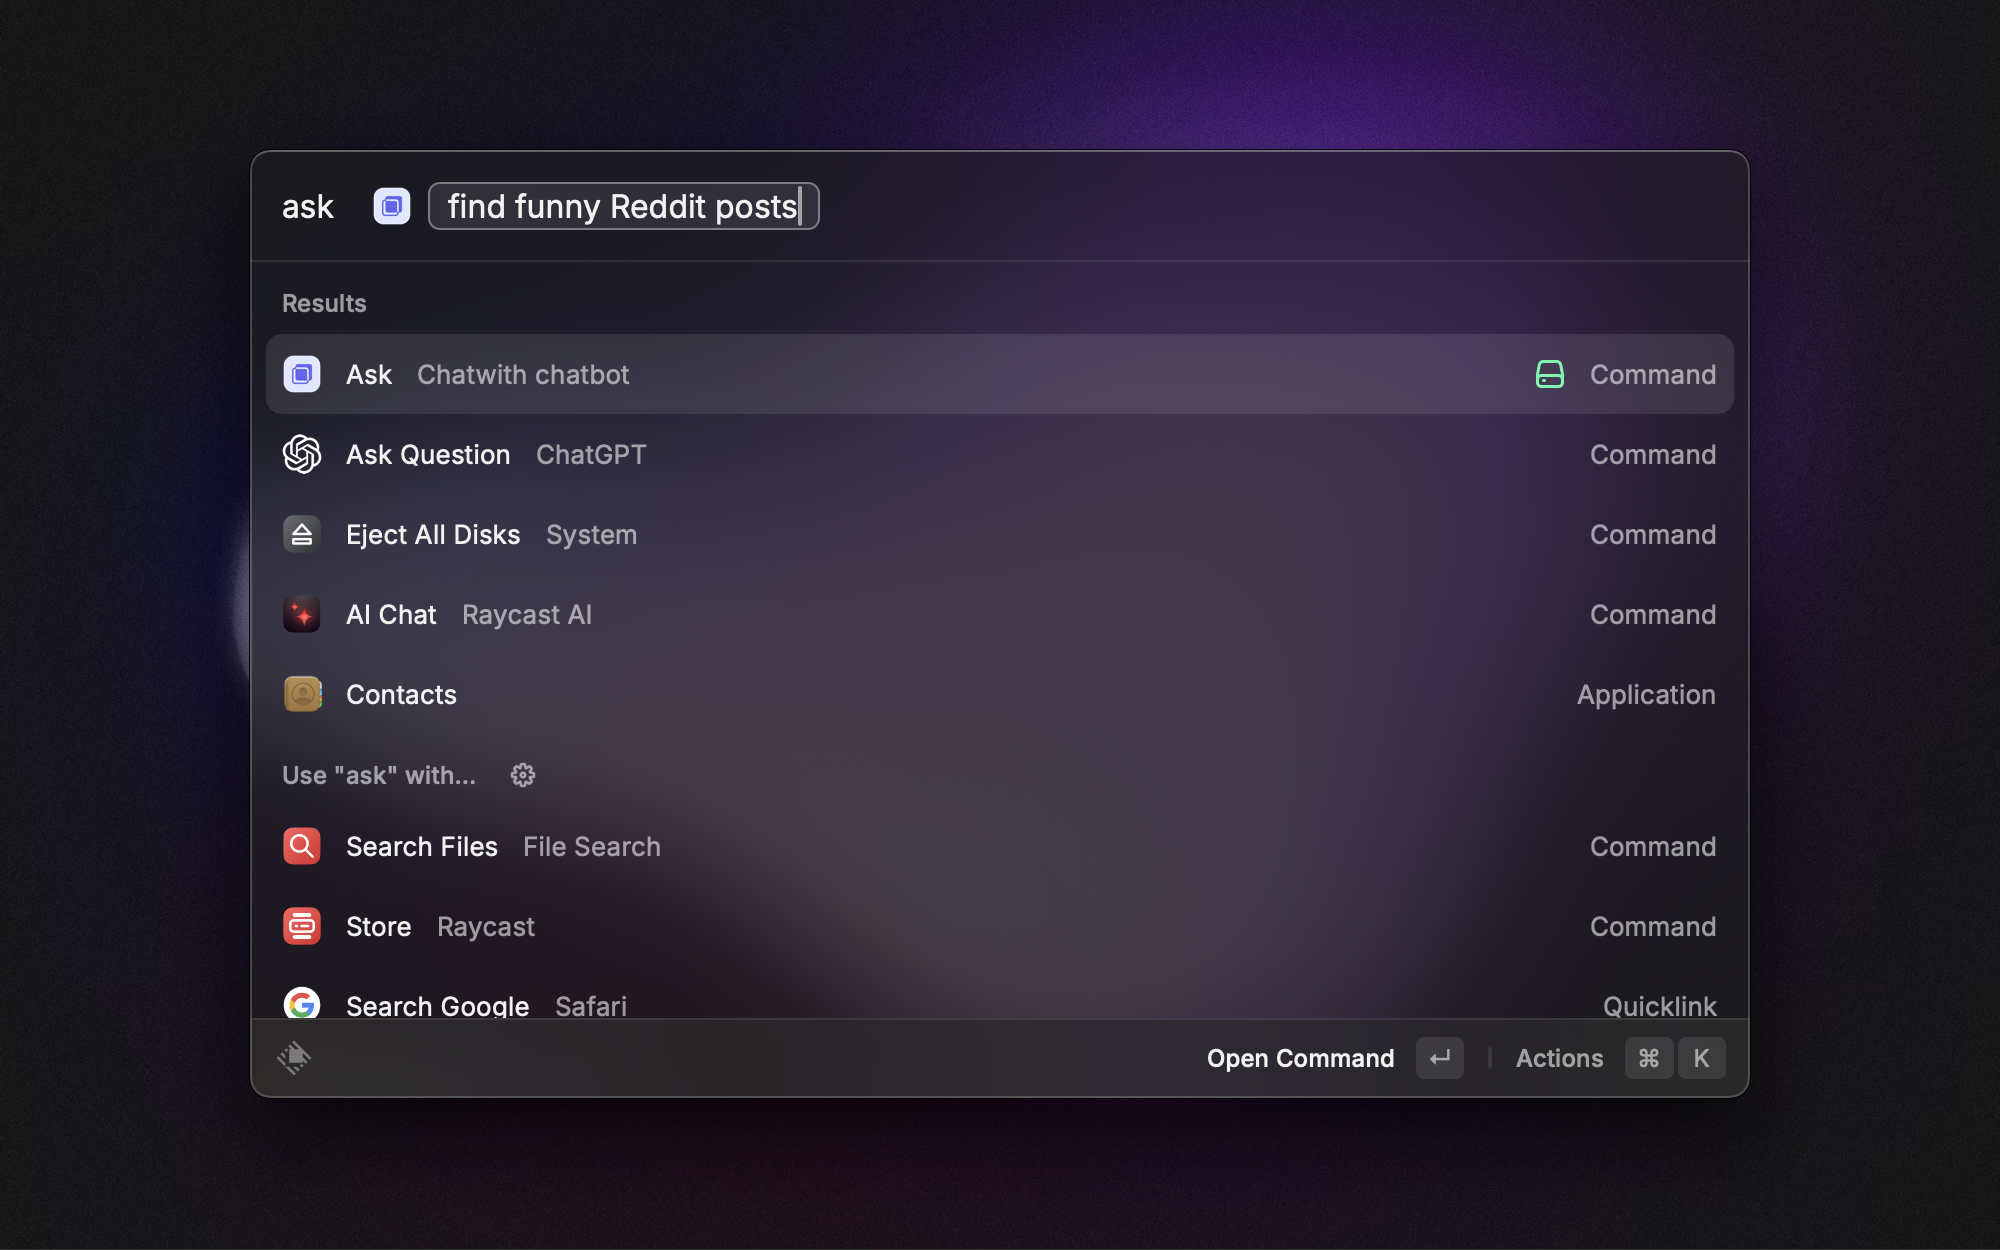 ask find funny Reddit posts
Results
Ask Chatwith chatbot Command
Ask Question ChatGPT Command
Eject All Disks System Command
AI Chat Raycast AI Command
Contacts Application
Use "ask" with...
Search Files File Search Command
Store Raycast Command
Search Google Safari Quicklink
Open Command ↵ Actions ⌘ K